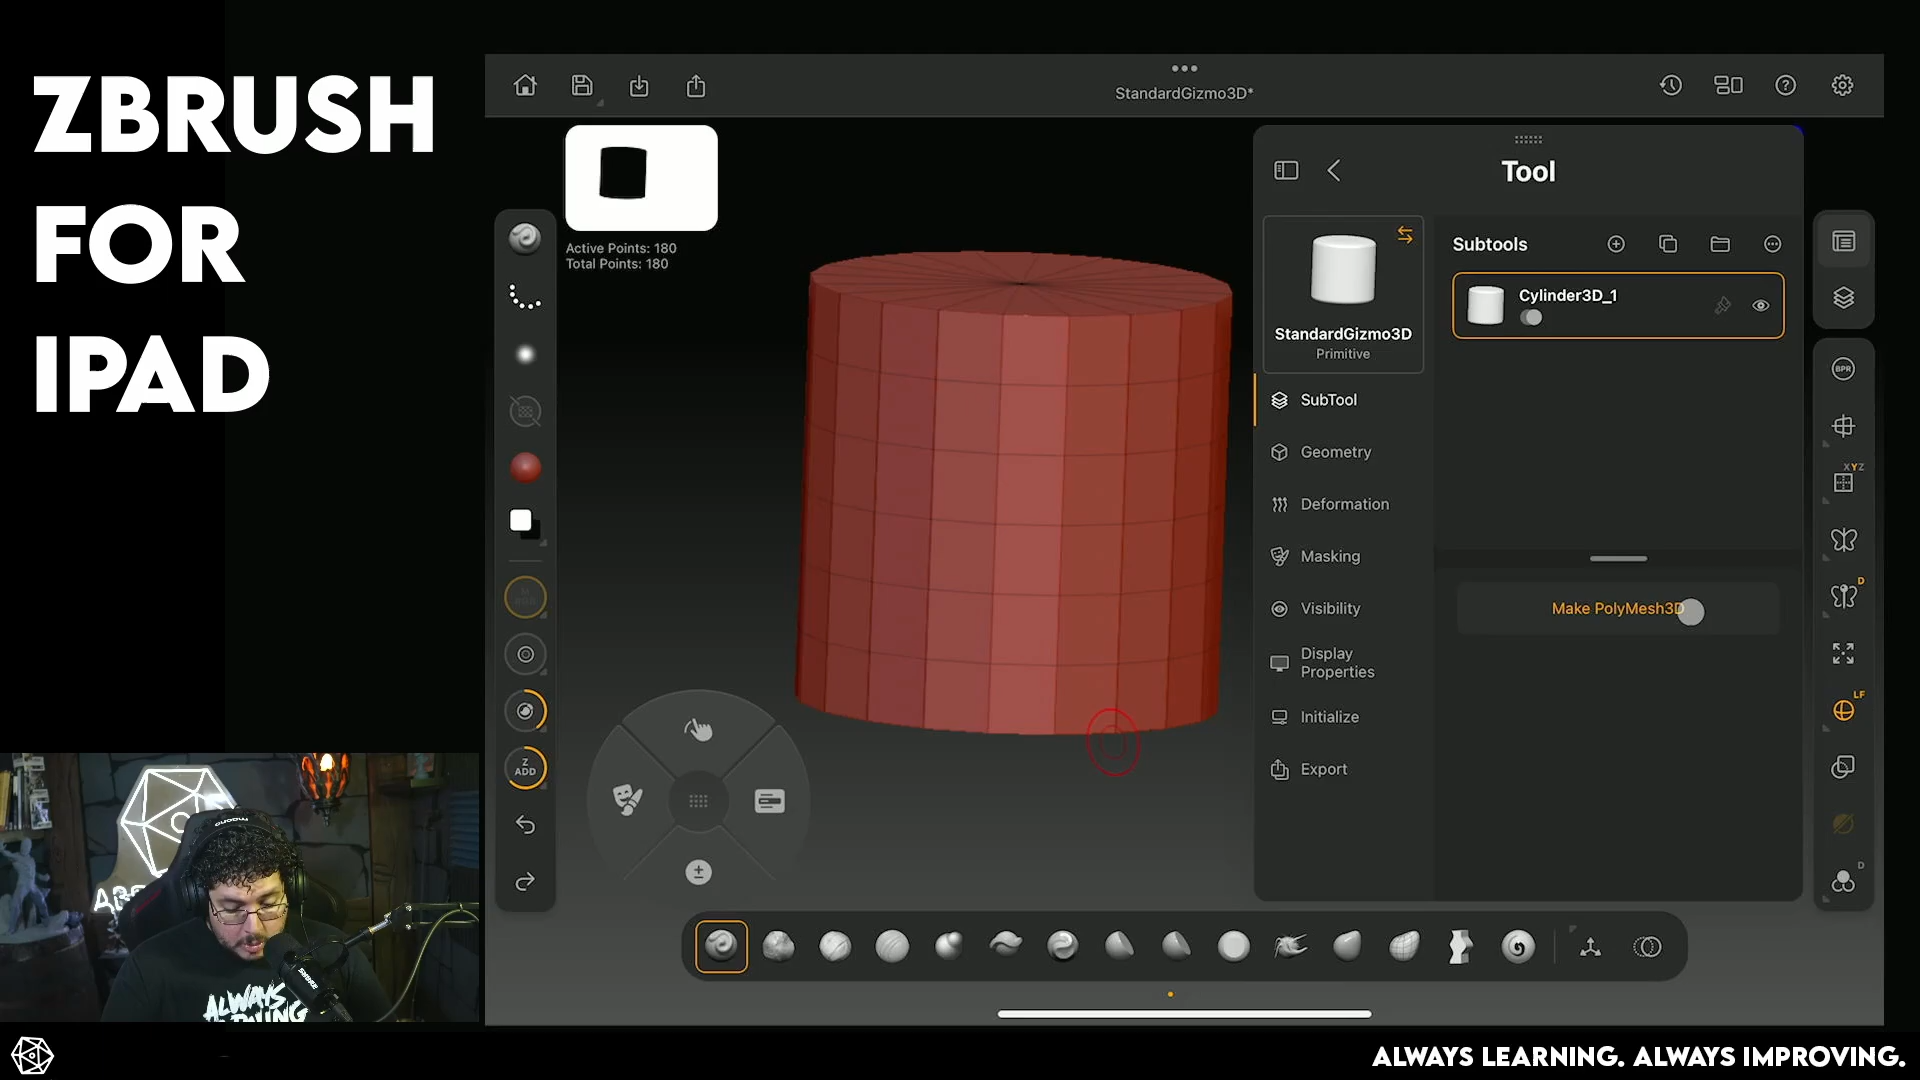 ZBRUSH
FOR
IPAD
StandardGizmo3D*
Active Points: 180
Total Points: 180
Tool
StandardGizmo3D
Primitive
SubTool
Geometry
Deformation
Masking
Visibility
Display
Properties
Initialize
Export
Subtools
Cylinder3D_1
Make PolyMesh3D
BPR
XYZ
D
LF
D
Z
ADD
ALWAYS
ALWAYS LEARNING. ALWAYS IMPROVING.